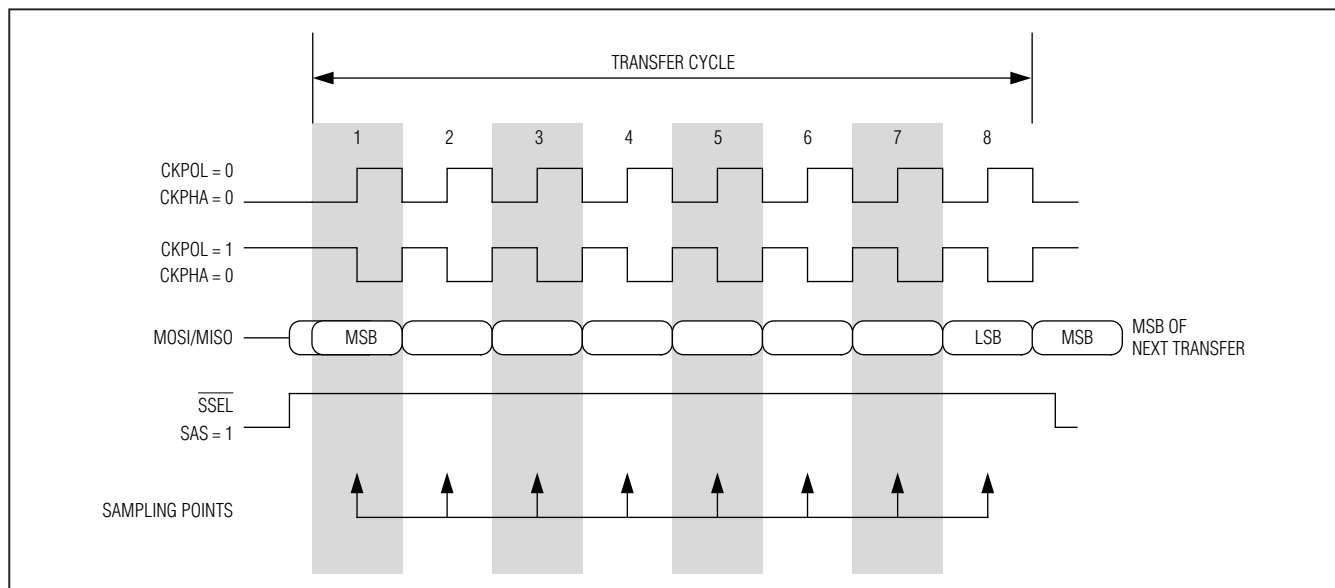 TRANSFER CYCLE
1 2 3 4 5 6 7 8
CKPOL = 0
CKPHA = 0
CKPOL = 1
CKPHA = 0
MOSI/MISO MSB LSB MSB MSB OF
NEXT TRANSFER
SSEL
SAS = 1
SAMPLING POINTS